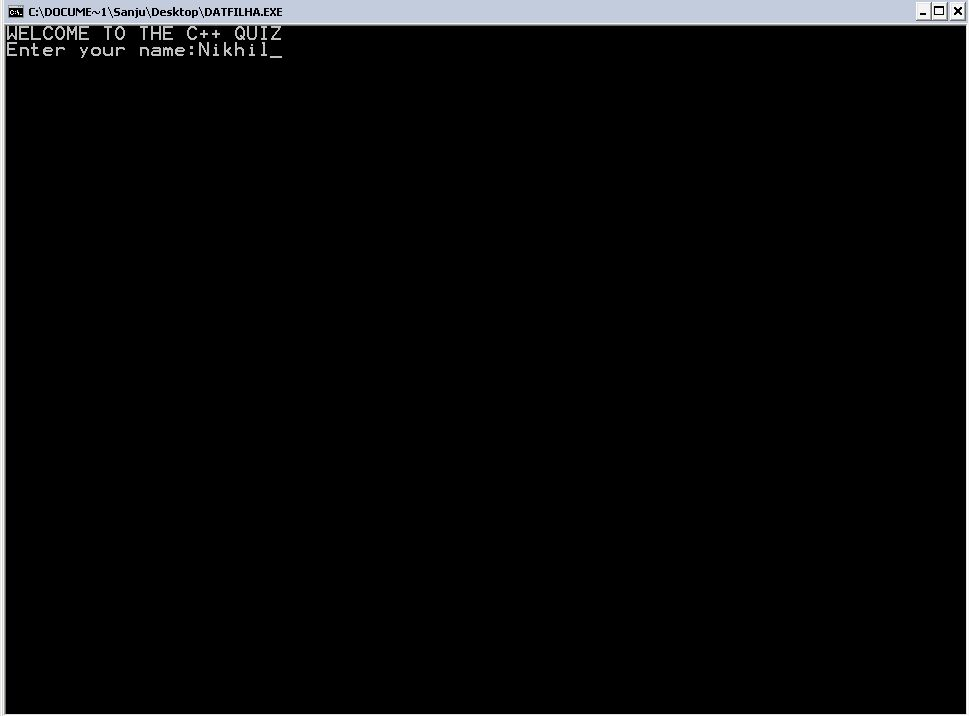 C:\DOCUME~1\Sanju\Desktop\DATFILHA.EXE
WELCOME TO THE C++ QUIZ
Enter your name:Nikhil_